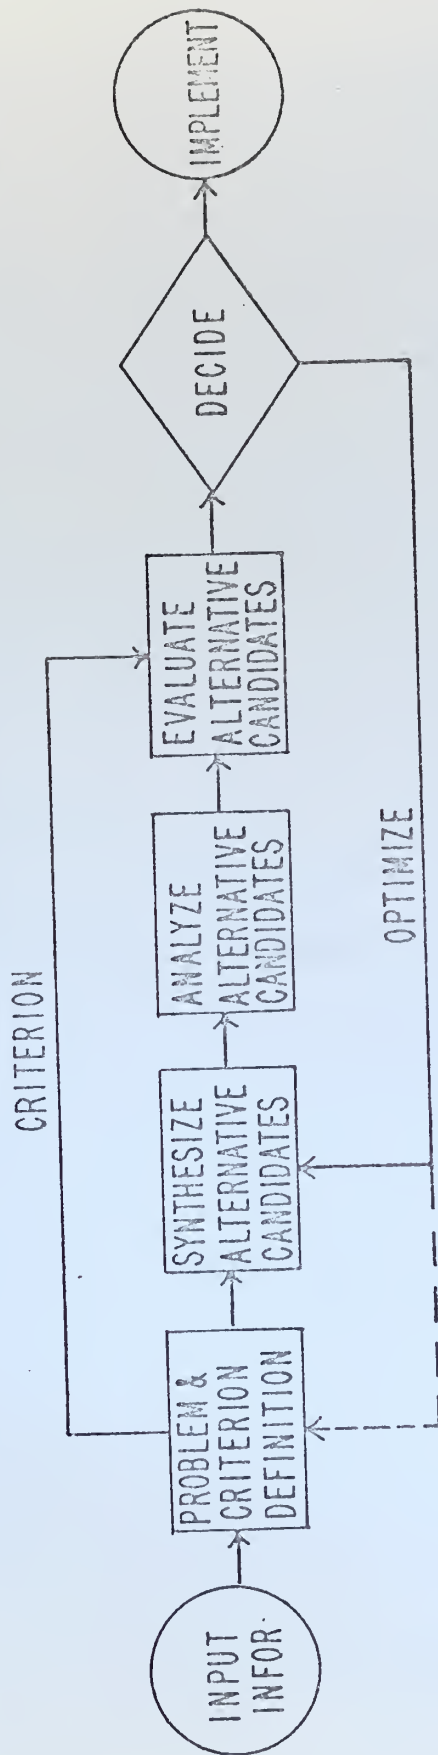 INPUT
INFOR.
PROBLEM &
CRITERION
DEFINITION
CRITERION
SYNTHESIZE
ALTERNATIVE
CANDIDATES
ANALYZE
ALTERNATIVE
CANDIDATES
EVALUATE
ALTERNATIVE
CANDIDATES
DECIDE
IMPLEMENT
OPTIMIZE